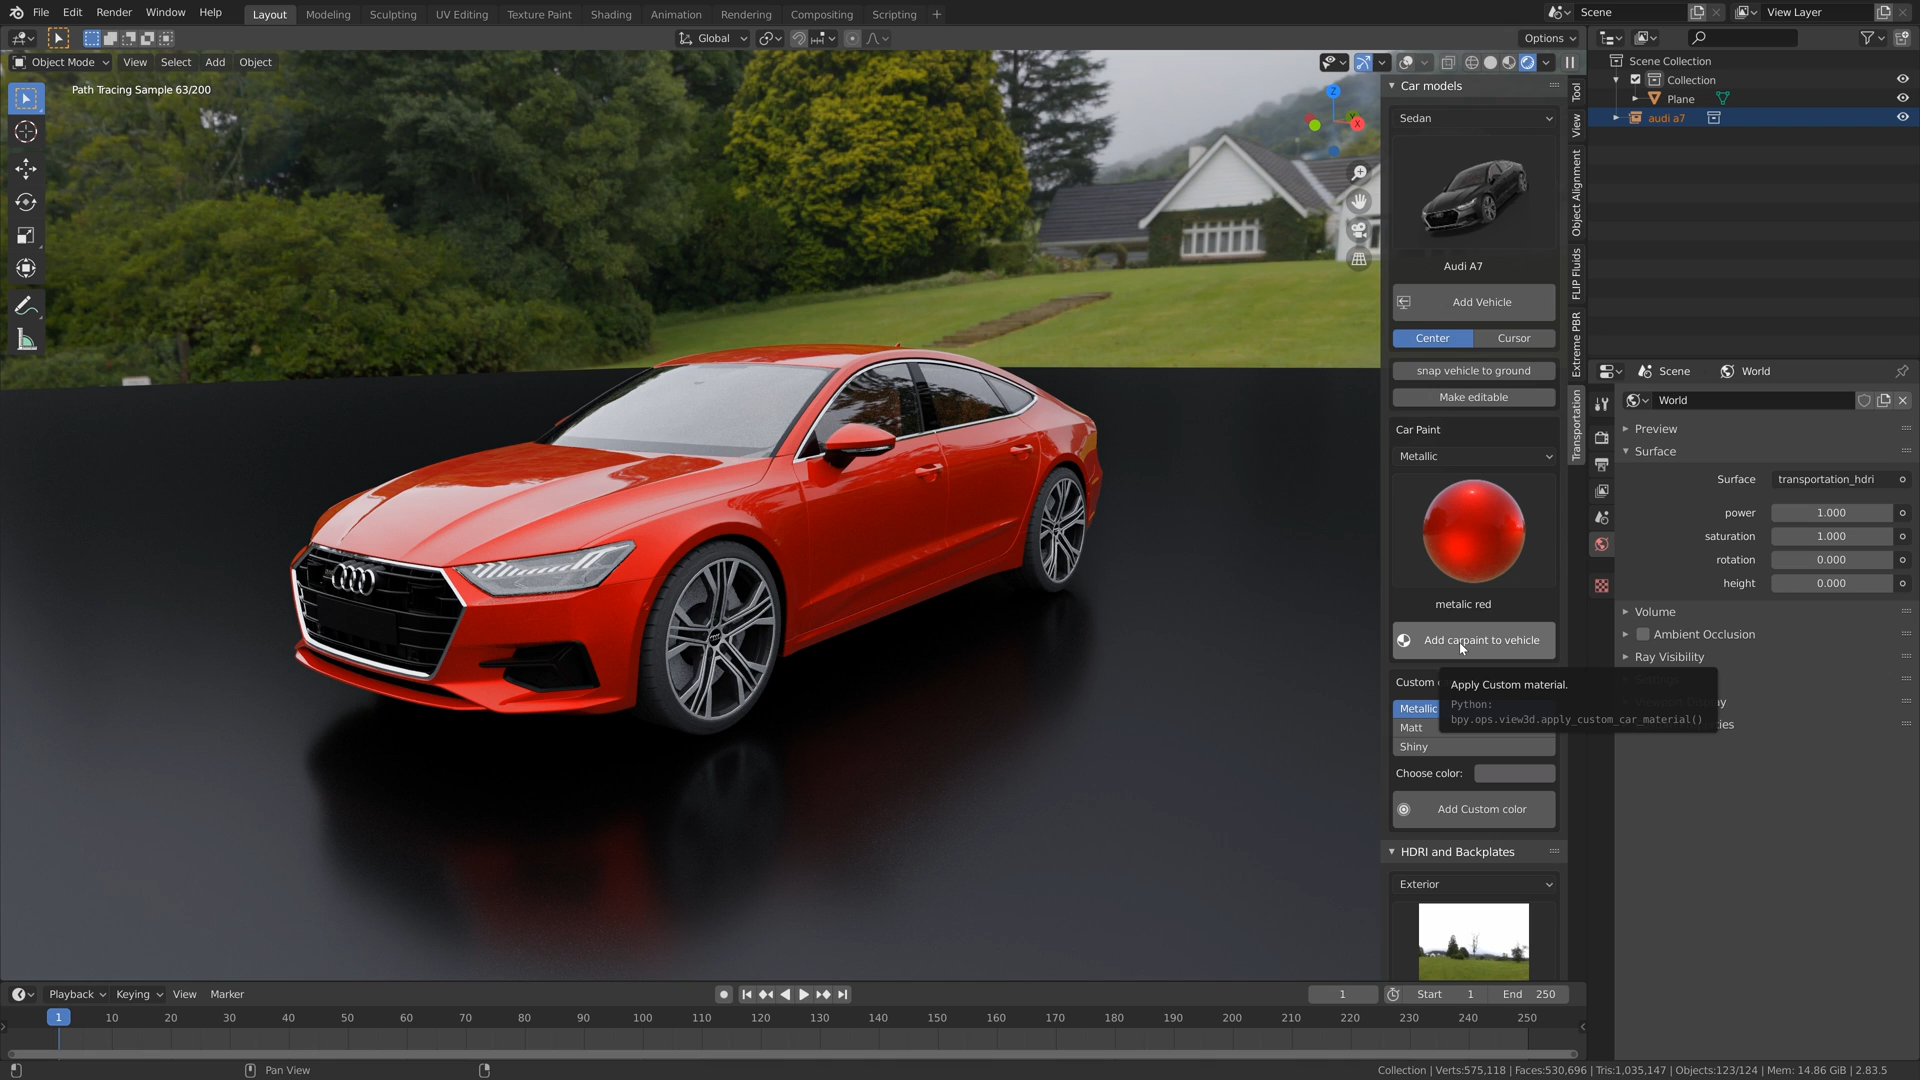 File Edit Render Window Help Layout Modeling Sculpting UV Editing Texture Paint Shading Animation Rendering Compositing Scripting + Scene View Layer
Global Options
Object Mode View Select Add Object
Path Tracing Sample 63/200
Z
Y
X
Car models
Sedan
Audi A7
Add Vehicle
Center Cursor
snap vehicle to ground
Make editable
Car Paint
Metallic
metalic red
Add carpaint to vehicle
Custom
Apply Custom material.
Python:
bpy.ops.view3d.apply_custom_car_material()
Metallic
Matt
Shiny
Choose color:
Add Custom color
HDRI and Backplates
Exterior
Tool
View
Object Alignment
FLIP Fluids
Extreme PBR
Transportation
Scene Collection
Collection
Plane
audi a7
Scene World
World
Preview
Surface
Surface transportation_hdri
power 1.000
saturation 1.000
rotation 0.000
height 0.000
Volume
Ambient Occlusion
Ray Visibility
Playback Keying View Marker 1 Start 1 End 250
1 10 20 30 40 50 60 70 80 90 100 110 120 130 140 150 160 170 180 190 200 210 220 230 240 250
Pan View
Collection | Verts:575,118 | Faces:530,696 | Tris:1,035,147 | Objects:123/124 | Mem: 14.86 GiB | 2.83.5